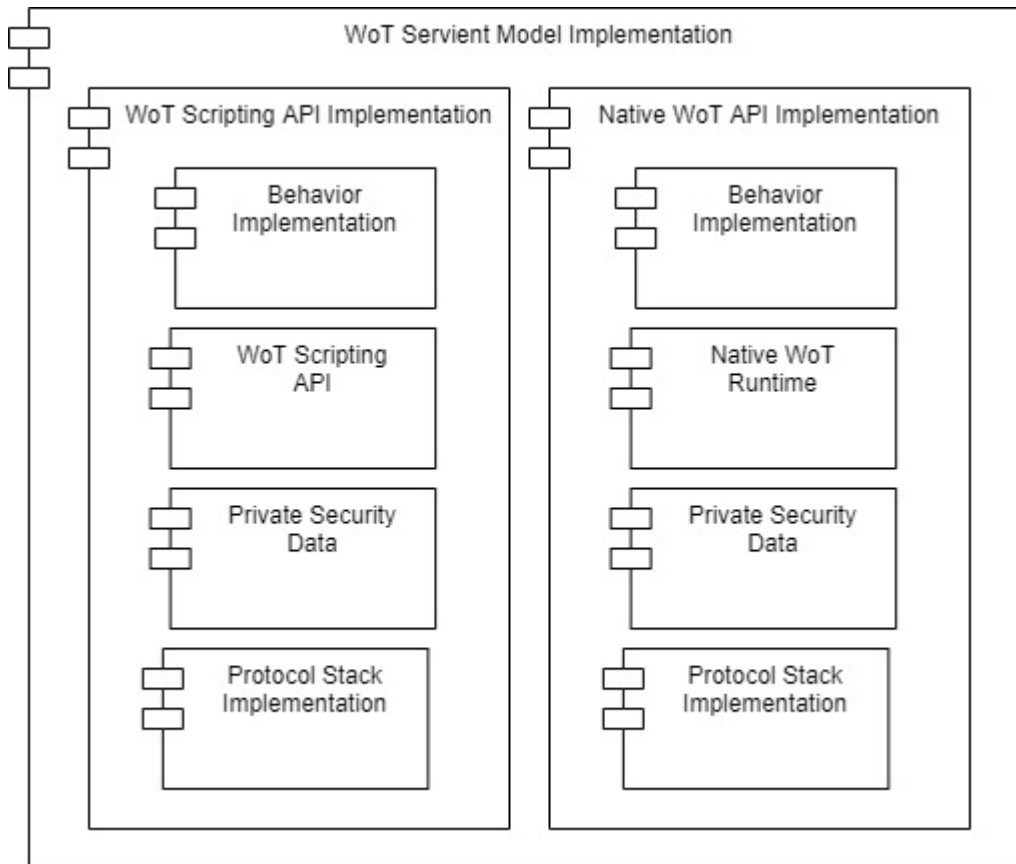 WoT Servient Model Implementation
WoT Scripting API Implementation
Behavior
Implementation
WoT Scripting
API
Private Security
Data
Protocol Stack
Implementation
Native WoT API Implementation
Behavior
Implementation
Native WoT
Runtime
Private Security
Data
Protocol Stack
Implementation